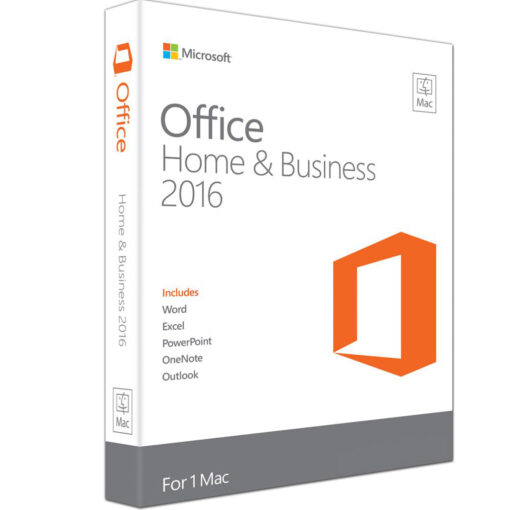 Microsoft
Mac
Office
Home & Business
2016
Includes
Word
Excel
PowerPoint
OneNote
Outlook
For 1 Mac
Office
Home & Business 2016
Mac